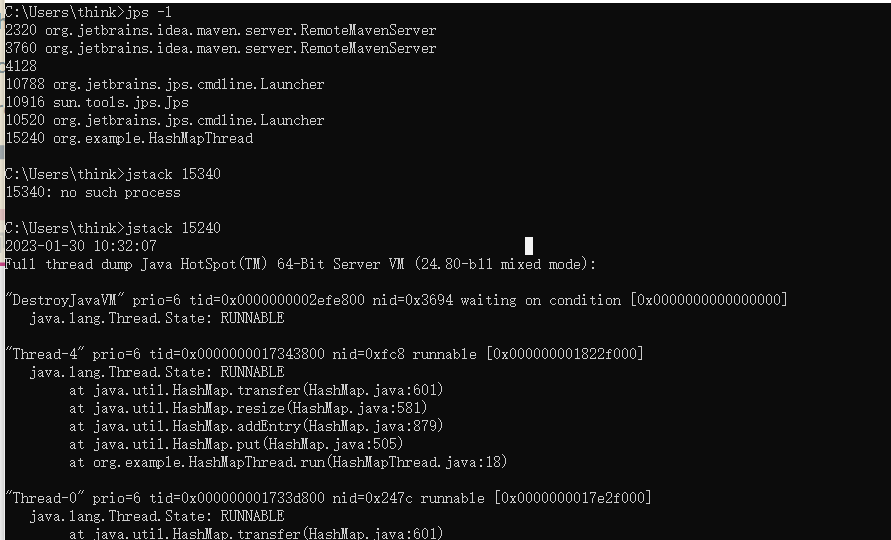 C:\Users\think>jps -l
2320 org.jetbrains.idea.maven.server.RemoteMavenServer
3760 org.jetbrains.idea.maven.server.RemoteMavenServer
4128
10788 org.jetbrains.jps.cmdline.Launcher
10916 sun.tools.jps.Jps
10520 org.jetbrains.jps.cmdline.Launcher
15240 org.example.HashMapThread
C:\Users\think>jstack 15340
15340: no such process
C:\Users\think>jstack 15240
2023-01-30 10:32:07
Full thread dump Java HotSpot(TM) 64-Bit Server VM (24.80-b11 mixed mode):
"DestroyJavaVM" prio=6 tid=0x0000000002efe800 nid=0x3694 waiting on condition [0x0000000000000000]
java.lang.Thread.State: RUNNABLE
"Thread-4" prio=6 tid=0x0000000017343800 nid=0xfc8 runnable [0x000000001822f000]
java.lang.Thread.State: RUNNABLE
at java.util.HashMap.transfer(HashMap.java:601)
at java.util.HashMap.resize(HashMap.java:581)
at java.util.HashMap.addEntry(HashMap.java:879)
at java.util.HashMap.put(HashMap.java:505)
at org.example.HashMapThread.run(HashMapThread.java:18)
"Thread-0" prio=6 tid=0x000000001733d800 nid=0x247c runnable [0x0000000017e2f000]
java.lang.Thread.State: RUNNABLE
at java.util.HashMap.transfer(HashMap.java:601)